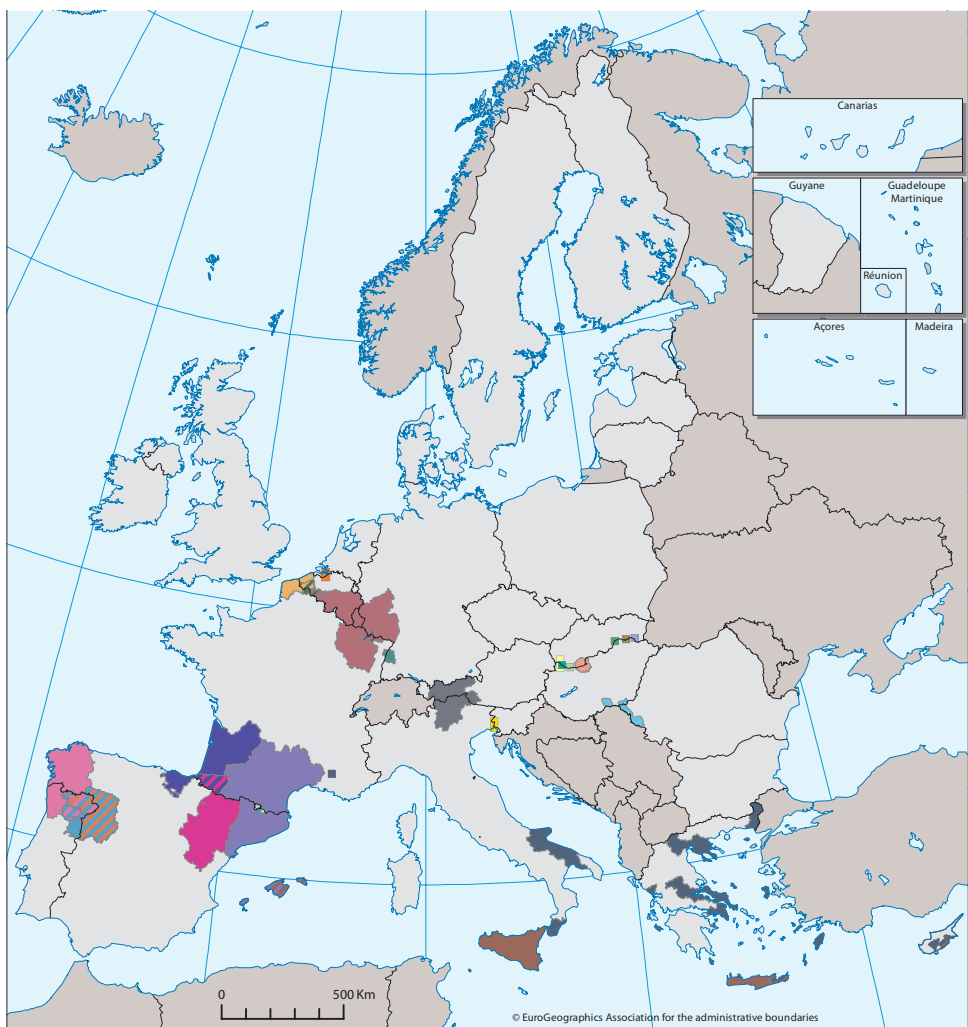 Canarias
Guyane
Guadeloupe
Martinique
Réunion
Açores
Madeira
0
500 Km
© EuroGeographics Association for the administrative boundaries